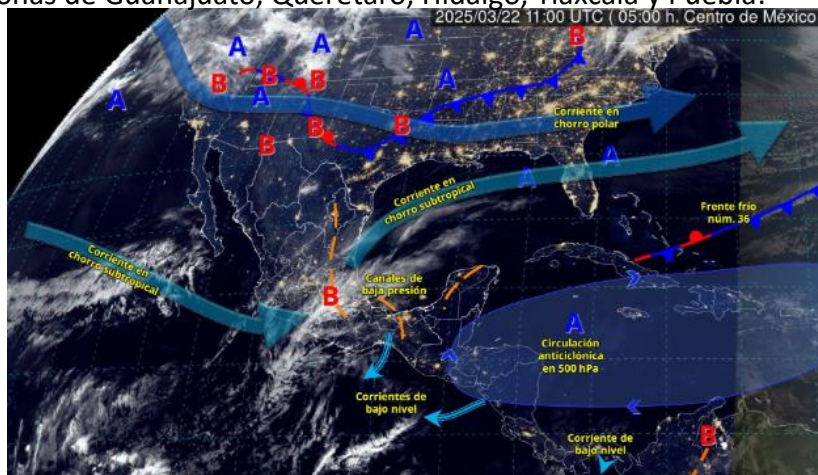 onas de Guanajuato, Querétaro, Hidalgo, Tlaxcala y Puebla.
2025/03/22 11:00 UTC ( 05:00 h. Centro de México
A
A
A
B
B
B
B
A
A
A
B
B
B
Corriente en
chorro polar
A
A
Corriente en
chorro subtropical
Frente frío
núm. 36
Corriente en
chorro subtropical
Canales de
baja presión
B
A
Circulación
anticiclónica
en 500 hPa
Corrientes de
bajo nivel
Corriente de
bajo nivel
B